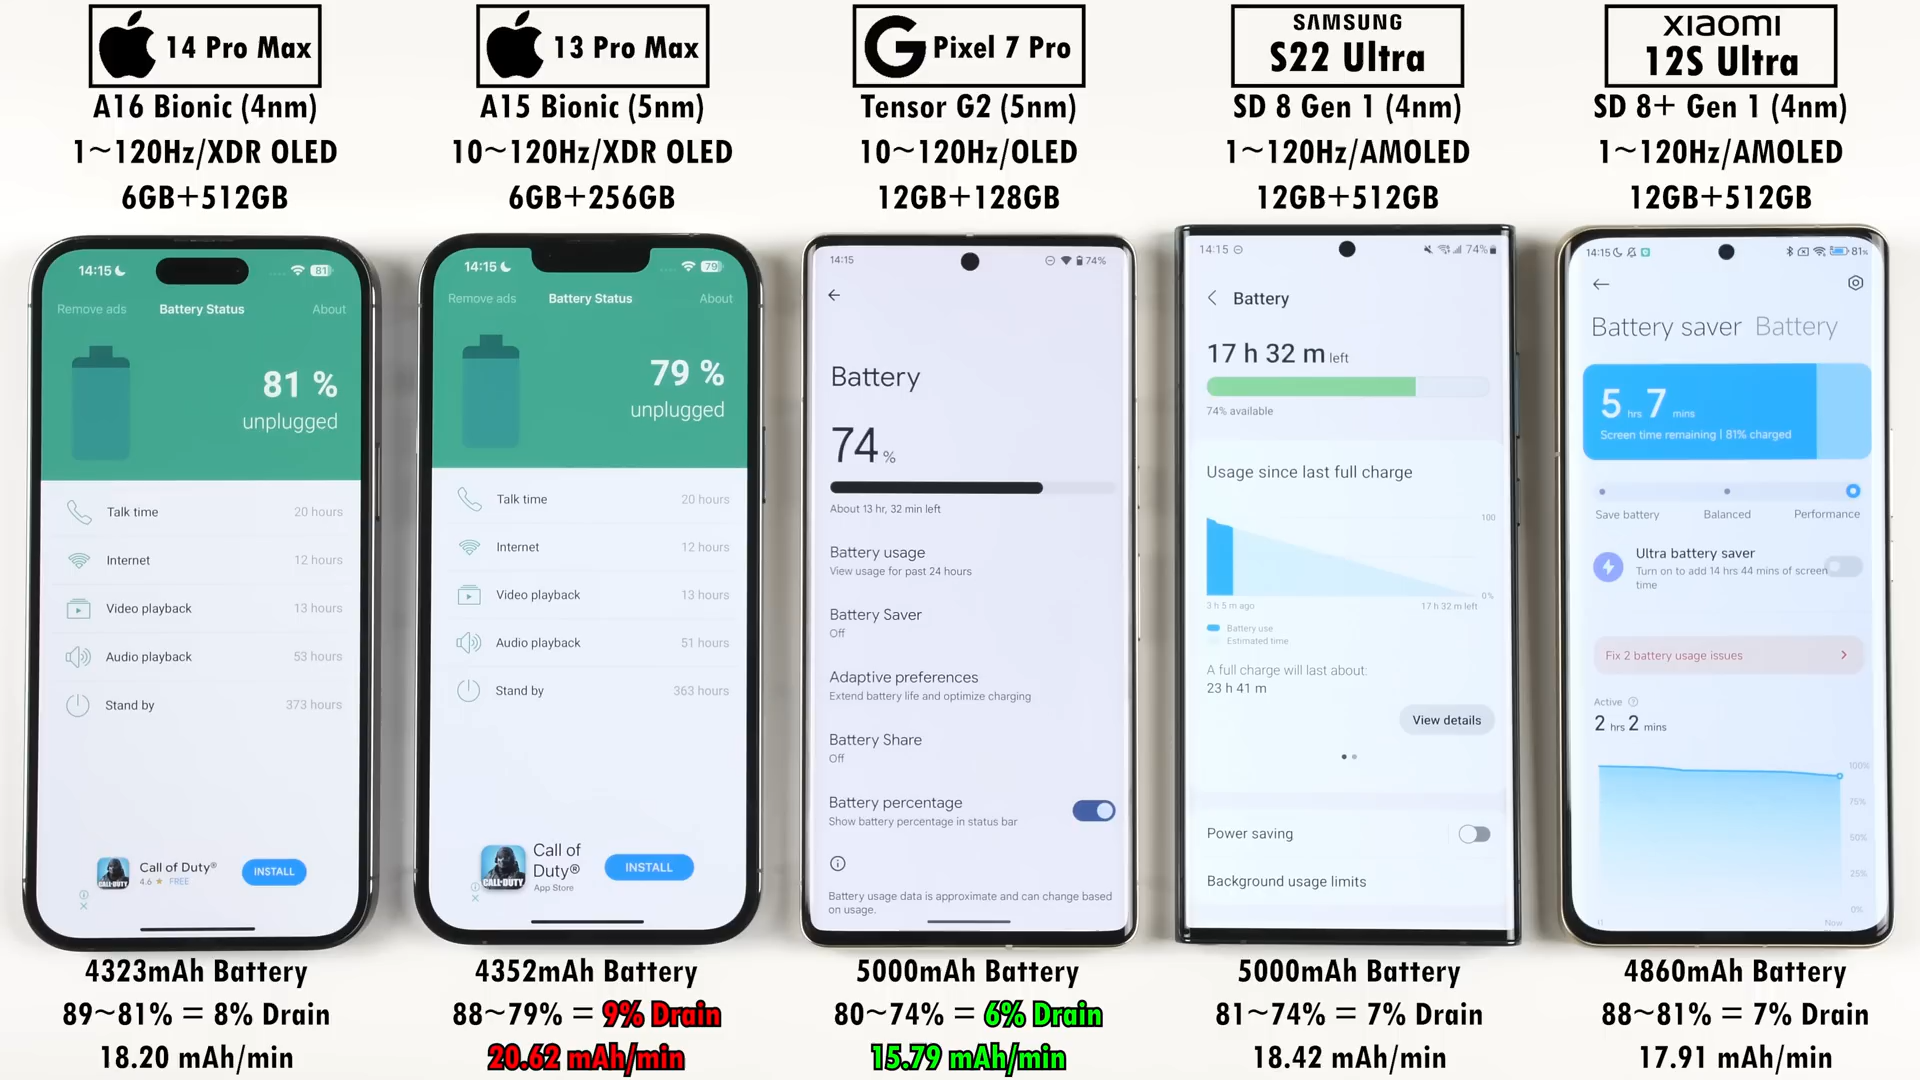 14 Pro Max
A16 Bionic (4nm)
1~120Hz/XDR OLED
6GB+512GB
13 Pro Max
A15 Bionic (5nm)
10~120Hz/XDR OLED
6GB+256GB
G Pixel 7 Pro
Tensor G2 (5nm)
10~120Hz/OLED
12GB+128GB
SAMSUNG
S22 Ultra
SD 8 Gen 1 (4nm)
1~120Hz/AMOLED
12GB+512GB
xiaomi
12S Ultra
SD 8+ Gen 1 (4nm)
1~120Hz/AMOLED
12GB+512GB
14:15 81
Remove ads Battery Status About
81 %
unplugged
Talk time 20 hours
Internet 12 hours
Video playback 13 hours
Audio playback 53 hours
Stand by 373 hours
Call of Duty®
4.6 ★ FREE
INSTALL
CALL·DUTY
14:15 79
Remove ads Battery Status About
79 %
unplugged
Talk time 20 hours
Internet 12 hours
Video playback 13 hours
Audio playback 51 hours
Stand by 363 hours
Call of
Duty®
App Store
INSTALL
CALL·DUTY
14:15 74%
Battery
74 %
About 13 hr, 32 min left
Battery usage
View usage for past 24 hours
Battery Saver
Off
Adaptive preferences
Extend battery life and optimize charging
Battery Share
Off
Battery percentage
Show battery percentage in status bar
Battery usage data is approximate and can change based
on usage.
14:15 74%
Battery
17 h 32 m left
74% available
Usage since last full charge
100
0%
3 h 5 m ago 17 h 32 m left
Battery use
Estimated time
A full charge will last about:
23 h 41 m
View details
Power saving
Background usage limits
14:15 81%
Battery saver Battery
5 hrs 7 mins
Screen time remaining | 81% charged
Save battery Balanced Performance
Ultra battery saver
Turn on to add 14 hrs 44 mins of screen
time
Fix 2 battery usage issues
Active
2 hrs 2 mins
100%
75%
50%
25%
0%
Now
4323mAh Battery
89~81% = 8% Drain
18.20 mAh/min
4352mAh Battery
88~79% = 9% Drain
20.62 mAh/min
5000mAh Battery
80~74% = 6% Drain
15.79 mAh/min
5000mAh Battery
81~74% = 7% Drain
18.42 mAh/min
4860mAh Battery
88~81% = 7% Drain
17.91 mAh/min